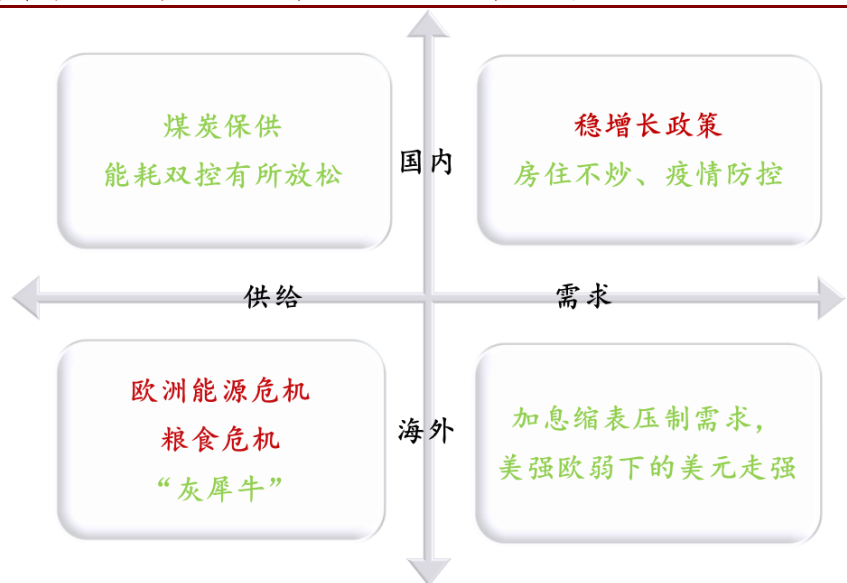 煤炭保供
能耗双控有所放松
国内
稳增长政策
房住不炒、疫情防控
供给
需求
欧洲能源危机
粮食危机
“灰犀牛”
海外
加息缩表压制需求，
美强欧弱下的美元走强